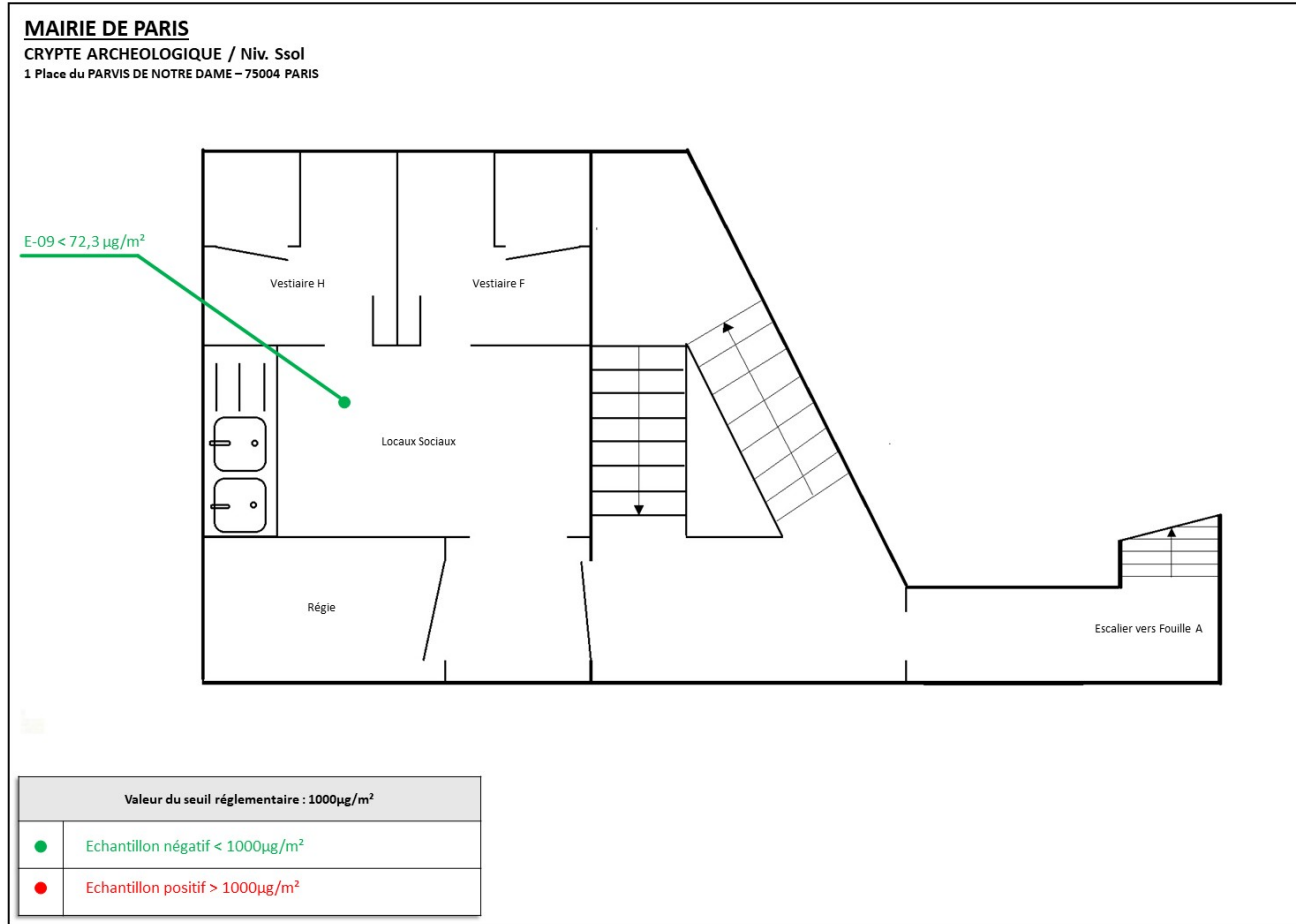 MAIRIE DE PARIS
CRYPTE ARCHEOLOGIQUE / Niv. Ssol
1 Place du PARVIS DE NOTRE DAME – 75004 PARIS
E-09 < 72,3 µg/m²
Vestiaire H
Vestiaire F
Locaux Sociaux
Régie
Escalier vers Fouille A
Valeur du seuil réglementaire : 1000µg/m²
Echantillon négatif < 1000µg/m²
Echantillon positif > 1000µg/m²